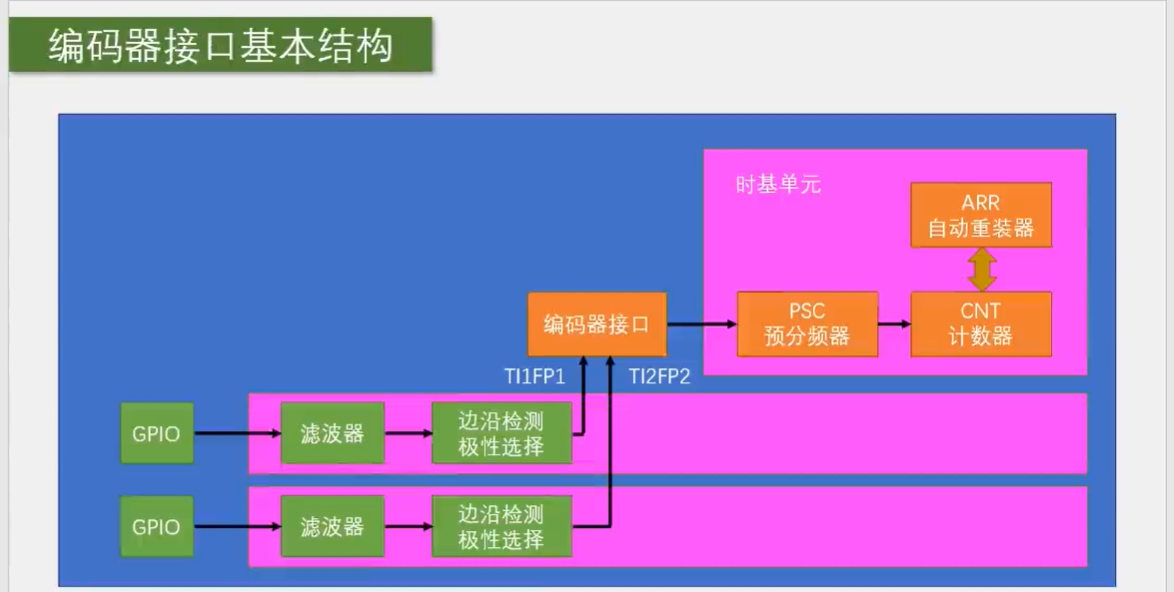 编码器接口基本结构
时基单元
ARR
自动重装器
编码器接口
PSC
预分频器
CNT
计数器
TI1FP1
TI2FP2
GPIO
滤波器
边沿检测
极性选择
GPIO
滤波器
边沿检测
极性选择